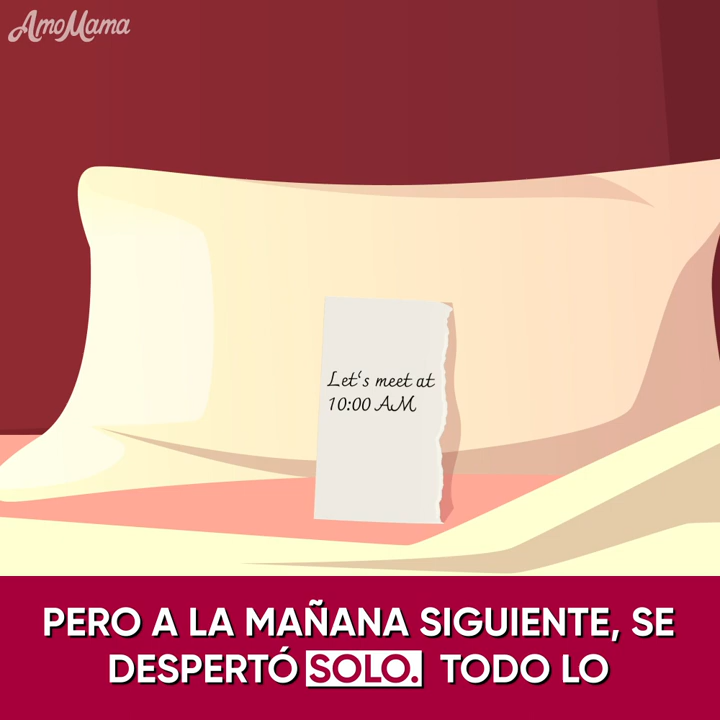 AmoMama
Let's meet at
10:00 AM
PERO A LA MAÑANA SIGUIENTE, SE
DESPERTÓ SOLO. TODO LO